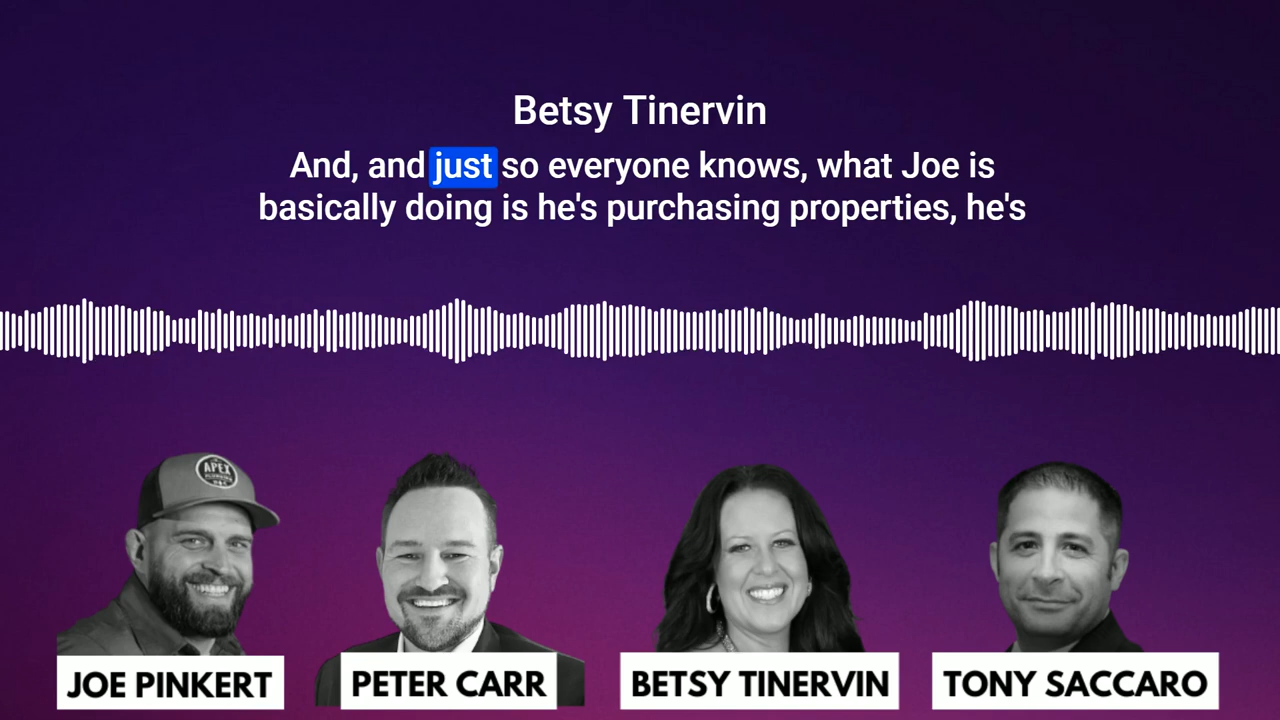 Betsy Tinervin
And, and just so everyone knows, what Joe is
basically doing is he's purchasing properties, he's
APEX
PLUMBING
JOE PINKERT
PETER CARR
BETSY TINERVIN
TONY SACCARO